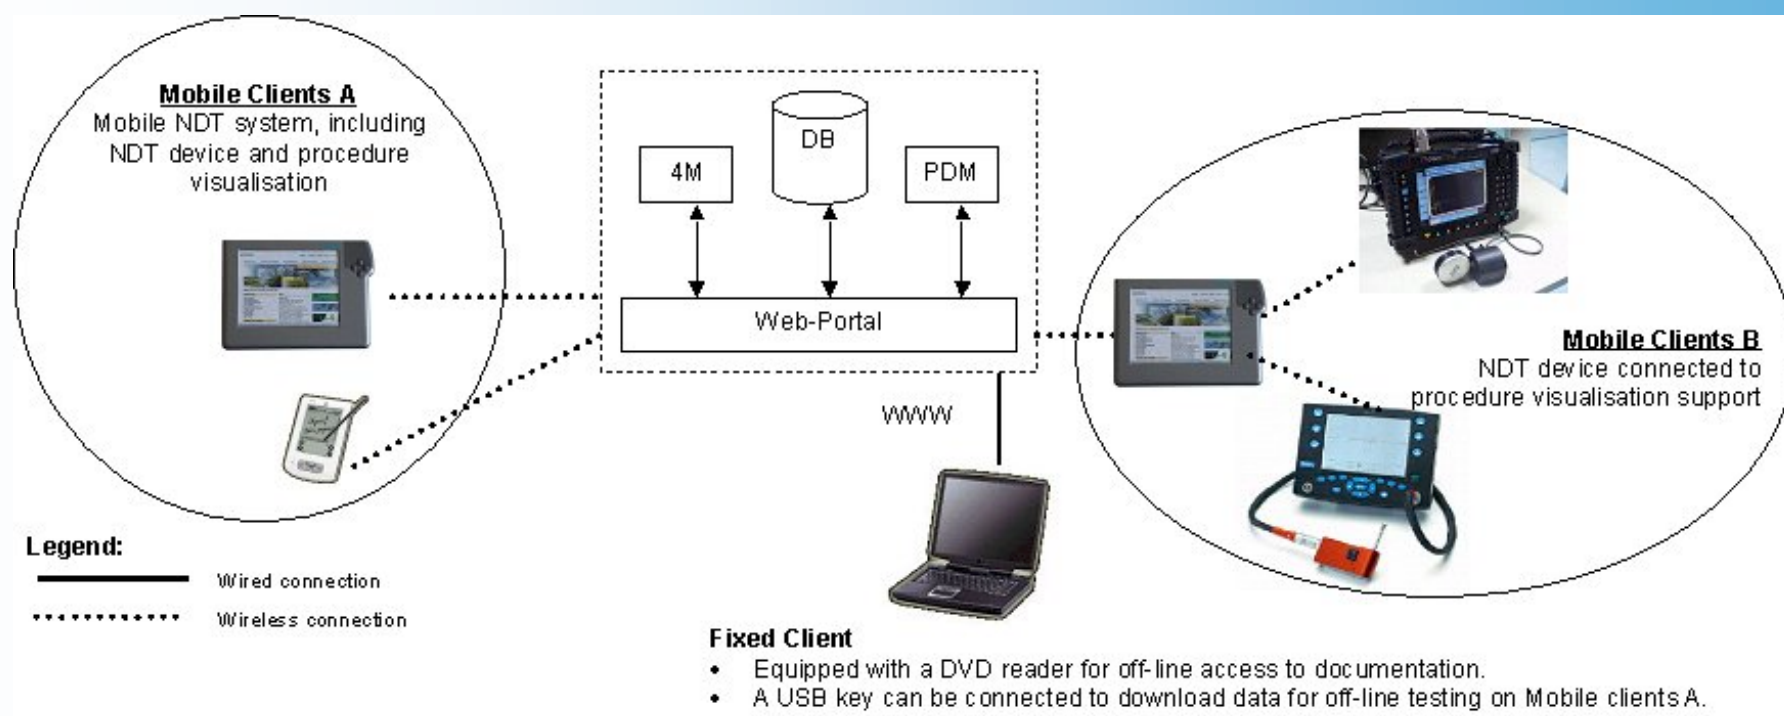 Mobile Clients A
Mobile NDT system, including
NDT device and procedure
visualisation
4M
DB
PDM
Web-Portal
WWW
Mobile Clients B
NDT device connected to
procedure visualisation support
Legend:
Wired connection
Wireless connection
Fixed Client
• Equipped with a DVD reader for off-line access to documentation.
• A USB key can be connected to download data for off-line testing on Mobile clients A.